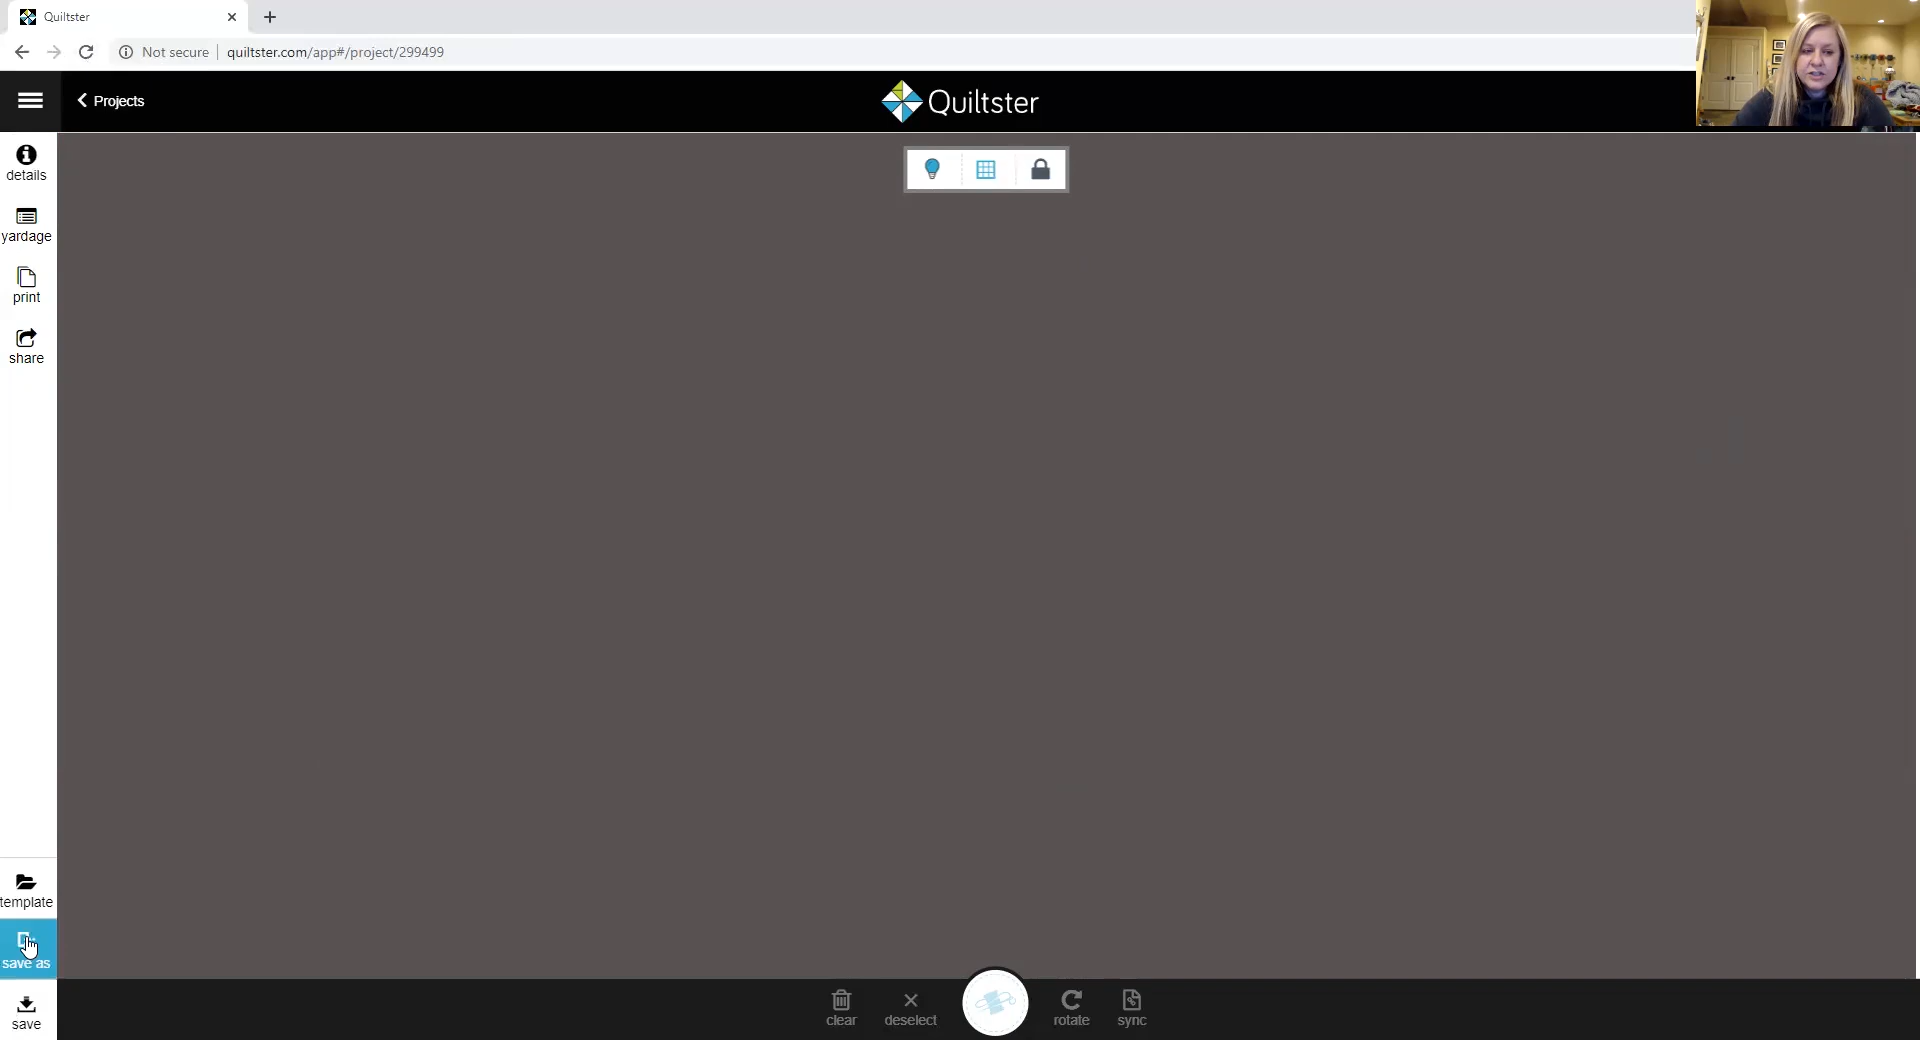 Quiltster
Not secure
quiltster.com/app#/project/299499
Projects
Quiltster
details
yardage
print
share
template
save as
save
clear
deselect
rotate
sync